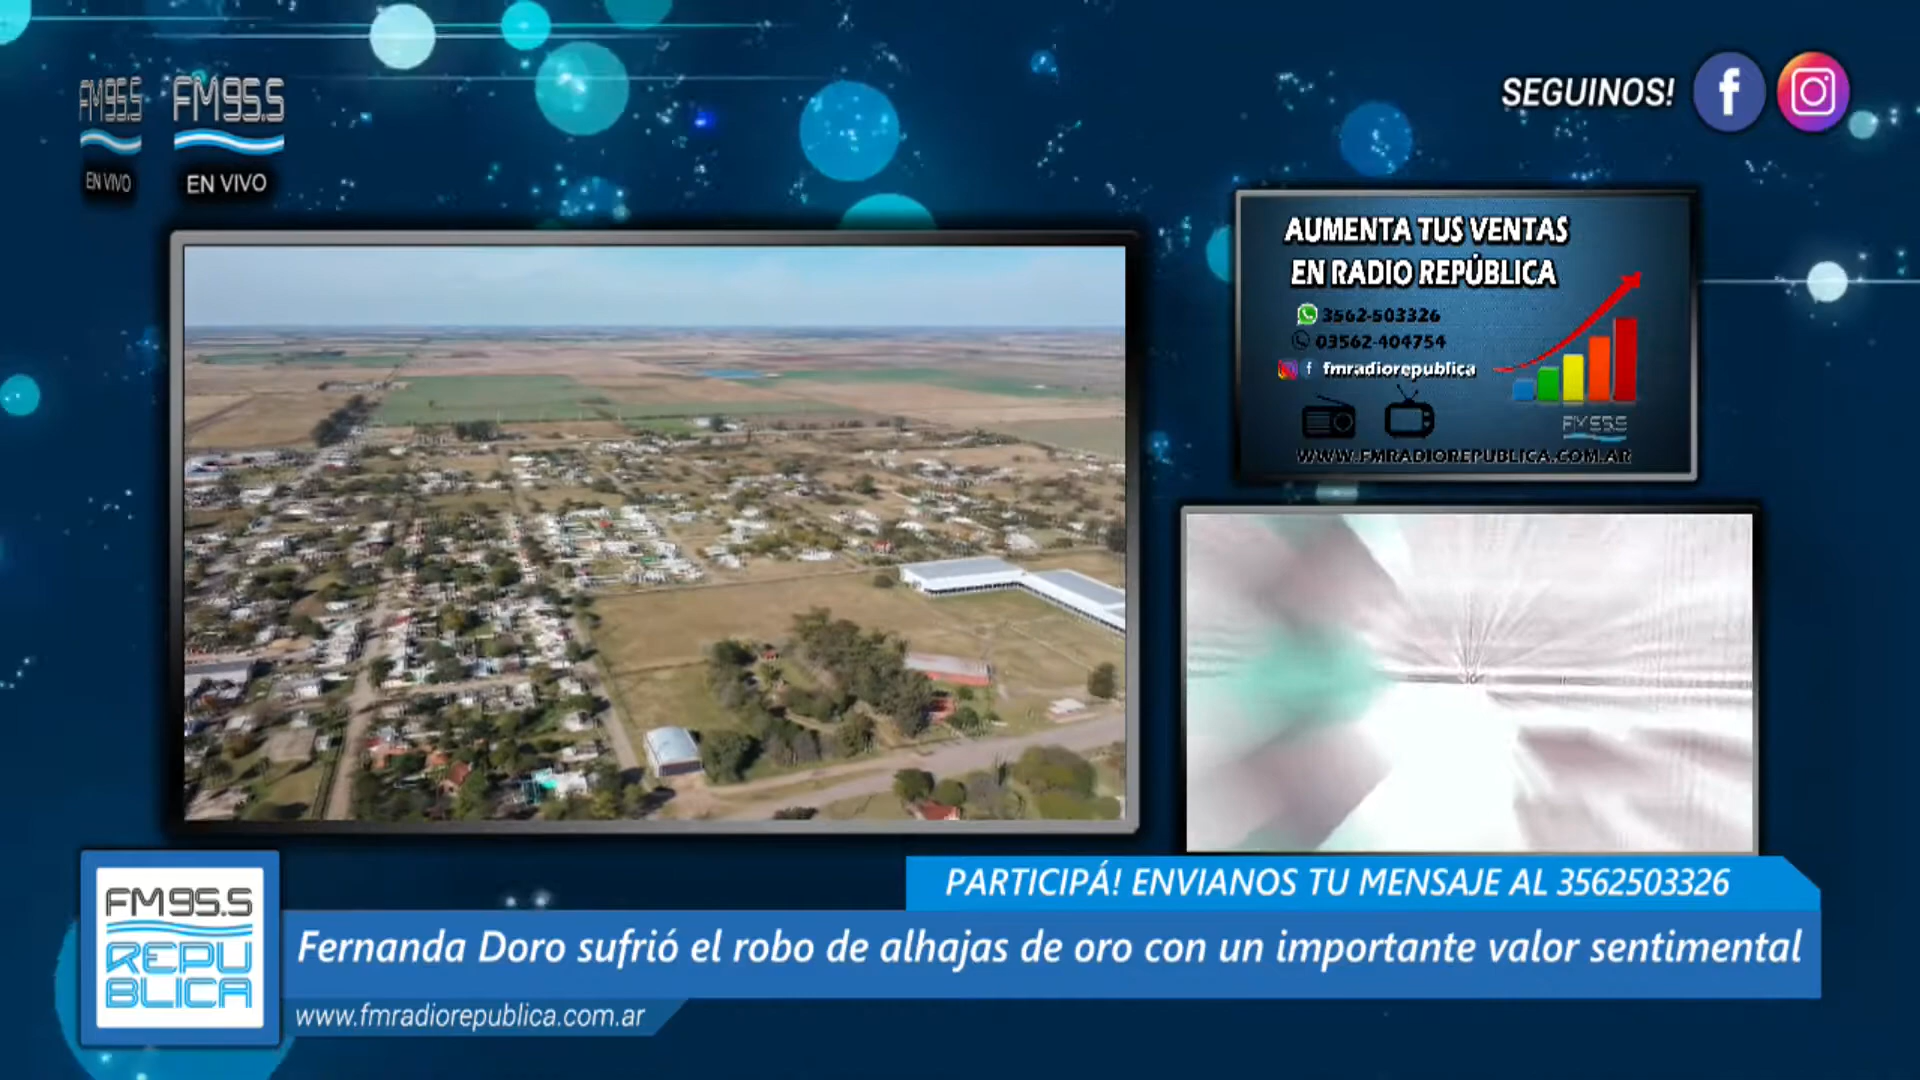 FM95.5
EN VIVO
FM95.5
EN VIVO
SEGUINOS!
AUMENTA TUS VENTAS
EN RADIO REPÚBLICA
3562-503326
03562-404754
fmradiorepublica
FM95.5
WWW.FMRADIOREPUBLICA.COM.AR
PARTICIPÁ! ENVIANOS TU MENSAJE AL 3562503326
FM95.5
REPU
BLICA
Fernanda Doro sufrió el robo de alhajas de oro con un importante valor sentimental
www.fmradiorepublica.com.ar